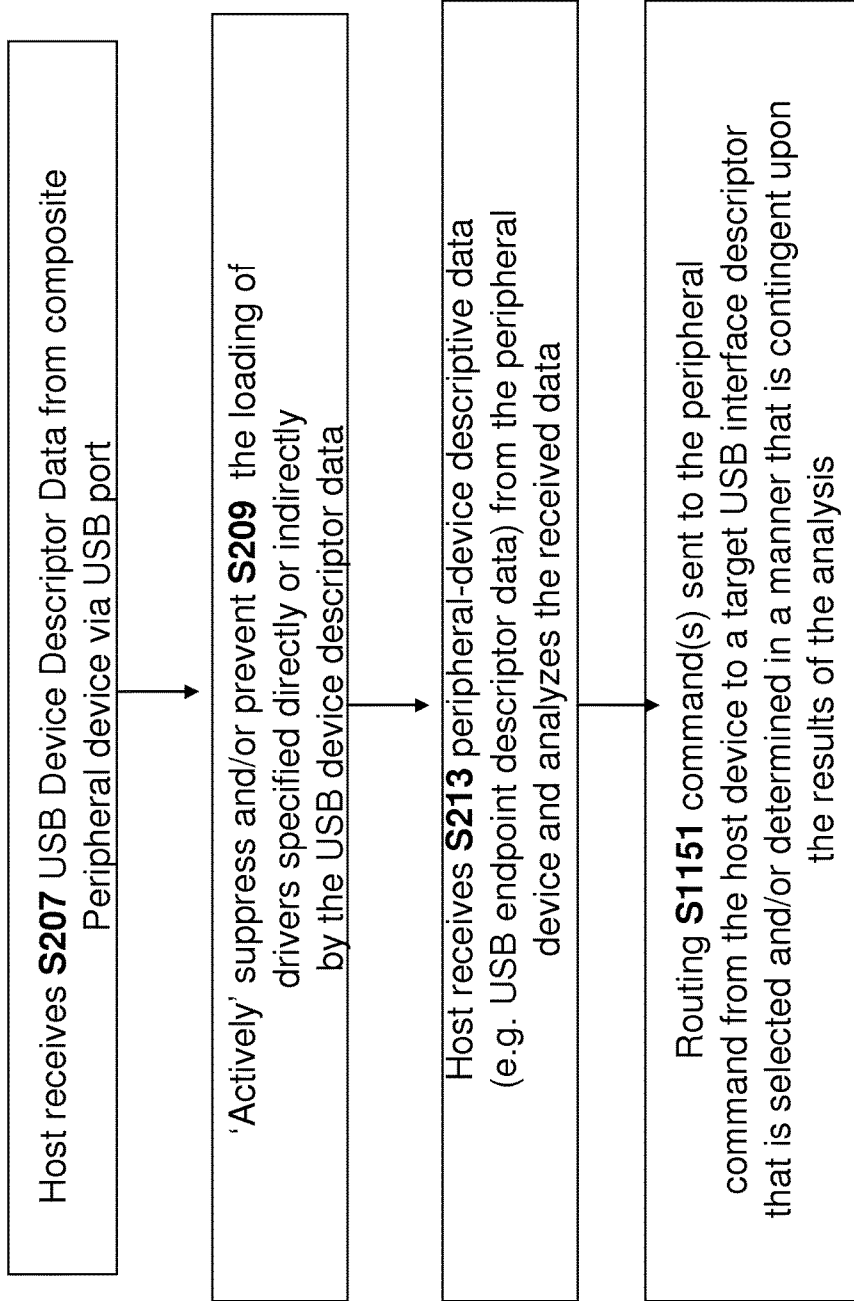 Host receives S207 USB Device Descriptor Data from composite
Peripheral device via USB port
‘Actively’ suppress and/or prevent S209 the loading of
drivers specified directly or indirectly
by the USB device descriptor data
Host receives S213 peripheral-device descriptive data
(e.g. USB endpoint descriptor data) from the peripheral
device and analyzes the received data
Routing S1151 command(s) sent to the peripheral
command from the host device to a target USB interface descriptor
that is selected and/or determined in a manner that is contingent upon
the results of the analysis